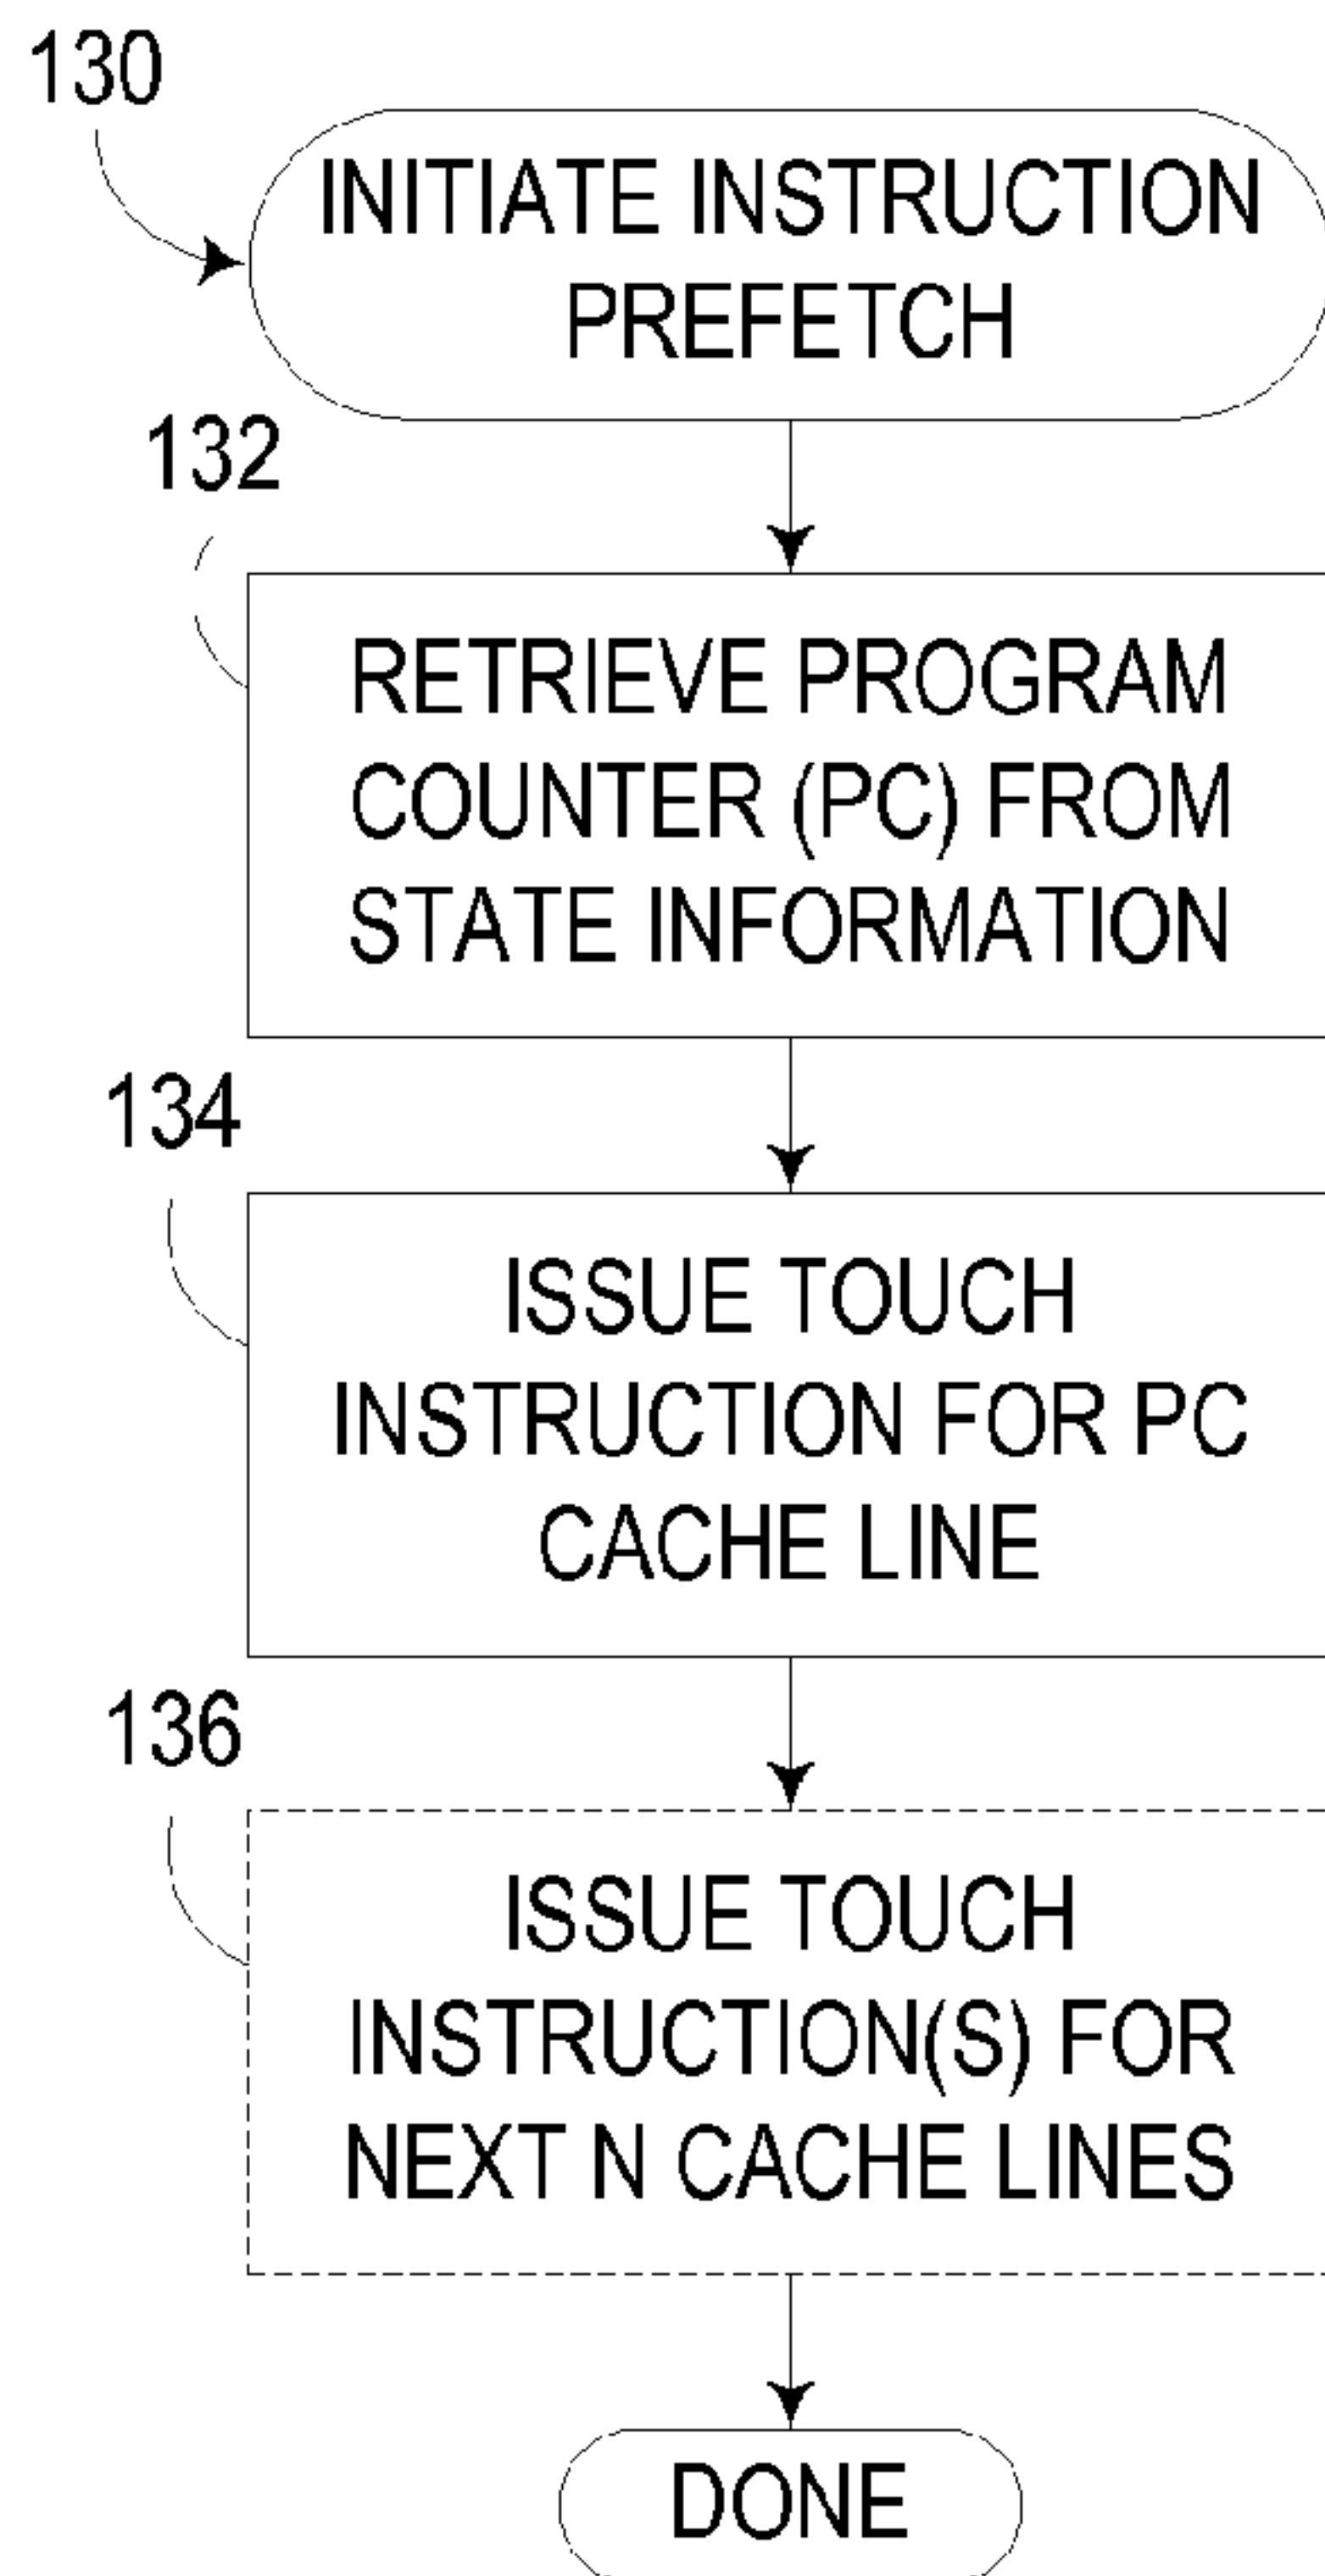 130
INITIATE INSTRUCTION
PREFETCH
132
RETRIEVE PROGRAM
COUNTER (PC) FROM
STATE INFORMATION
134
ISSUE TOUCH
INSTRUCTION FOR PC
CACHE LINE
136
ISSUE TOUCH
INSTRUCTION(S) FOR
NEXT N CACHE LINES
DONE